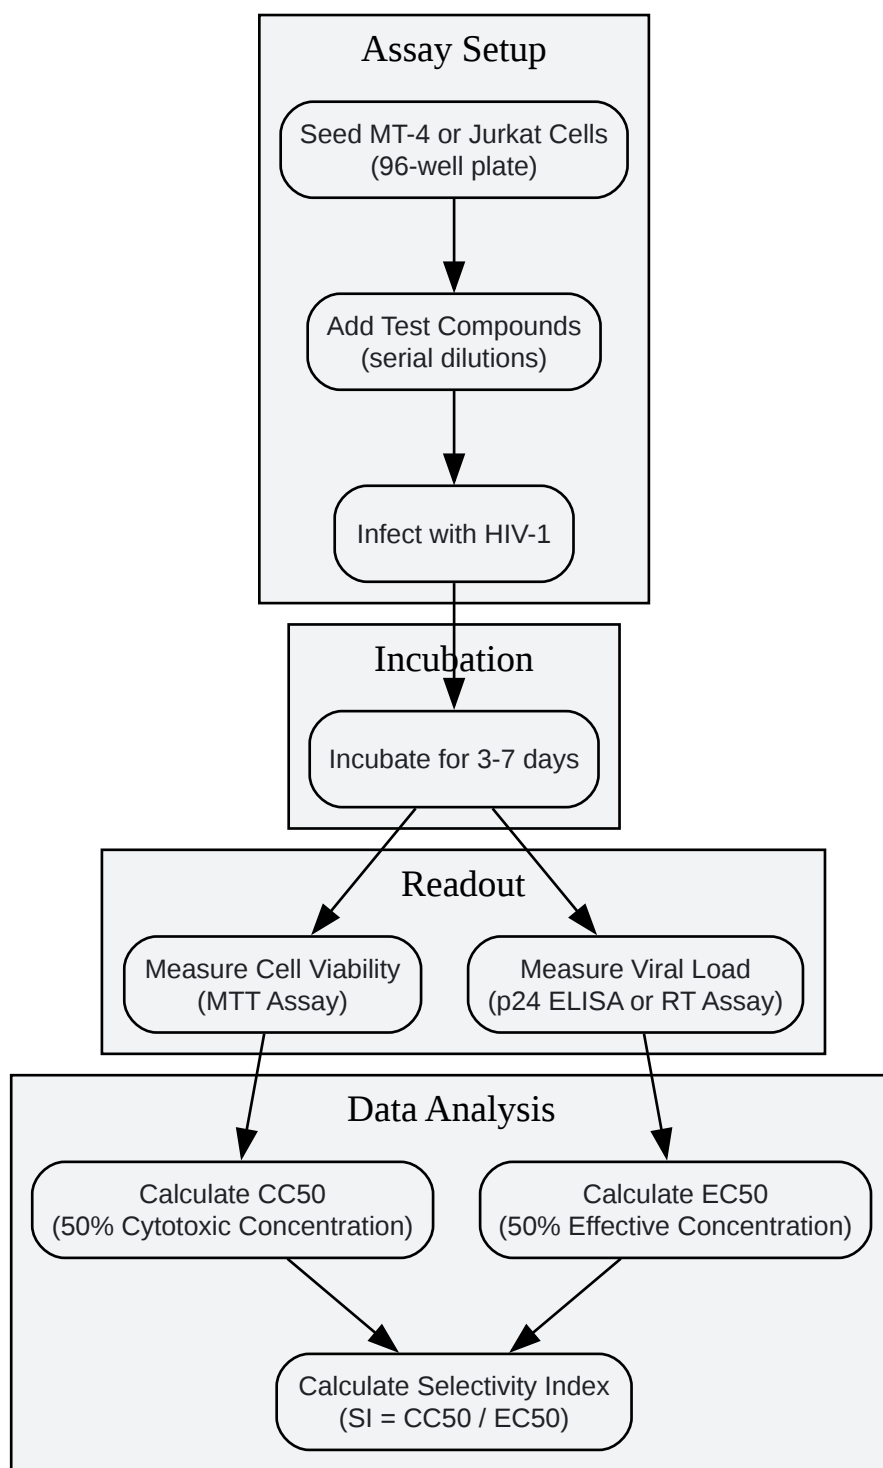 Assay Setup
Seed MT-4 or Jurkat Cells
(96-well plate)
Add Test Compounds
(serial dilutions)
Infect with HIV-1
Incubation
Incubate for 3-7 days
Readout
Measure Cell Viability
(MTT Assay)
Measure Viral Load
(p24 ELISA or RT Assay)
Data Analysis
Calculate CC50
(50% Cytotoxic Concentration)
Calculate EC50
(50% Effective Concentration)
Calculate Selectivity Index
(SI = CC50 / EC50)